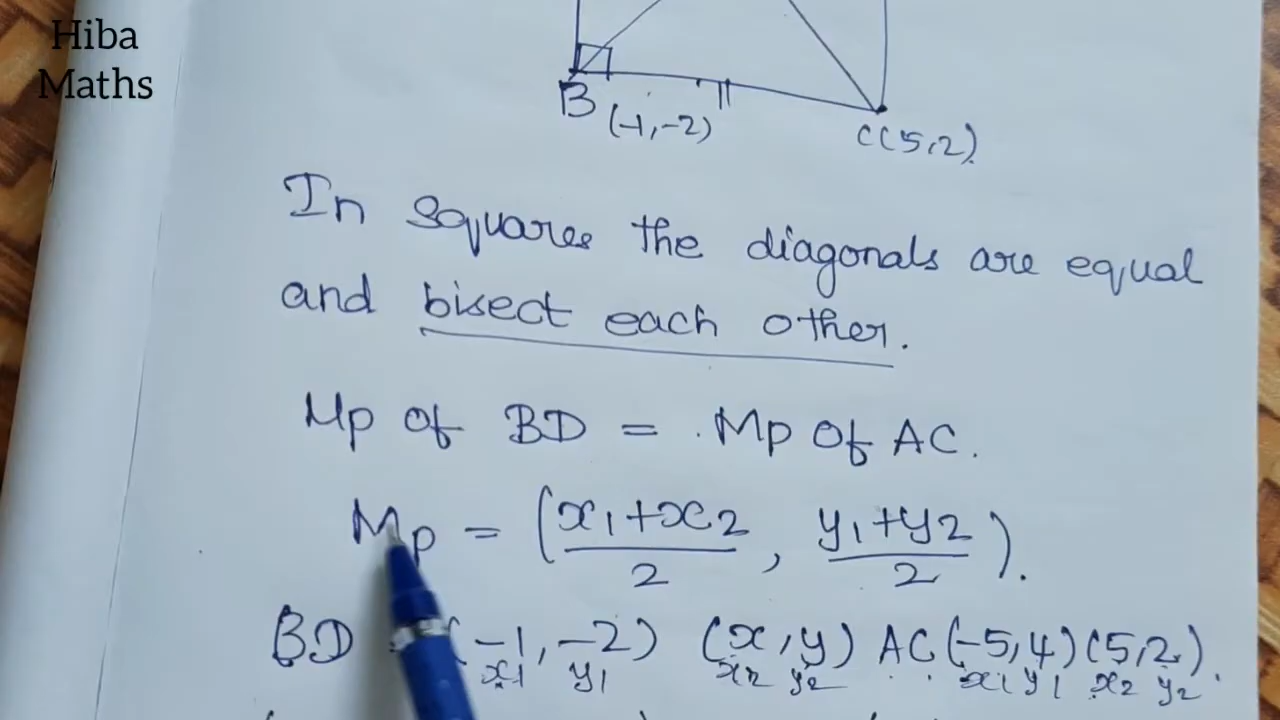 Hiba
Maths
B (-1,-2)
C(5,2)
In squares the diagonals are equal
and bisect each other.
Mp of BD = Mp of AC.
Mp = (x1+x2/2, y1+y2/2).
BD (-1,-2) (x,y) AC(-5,4)(5,2).
x1 y1 x2 y2 x1 y1 x2 y2